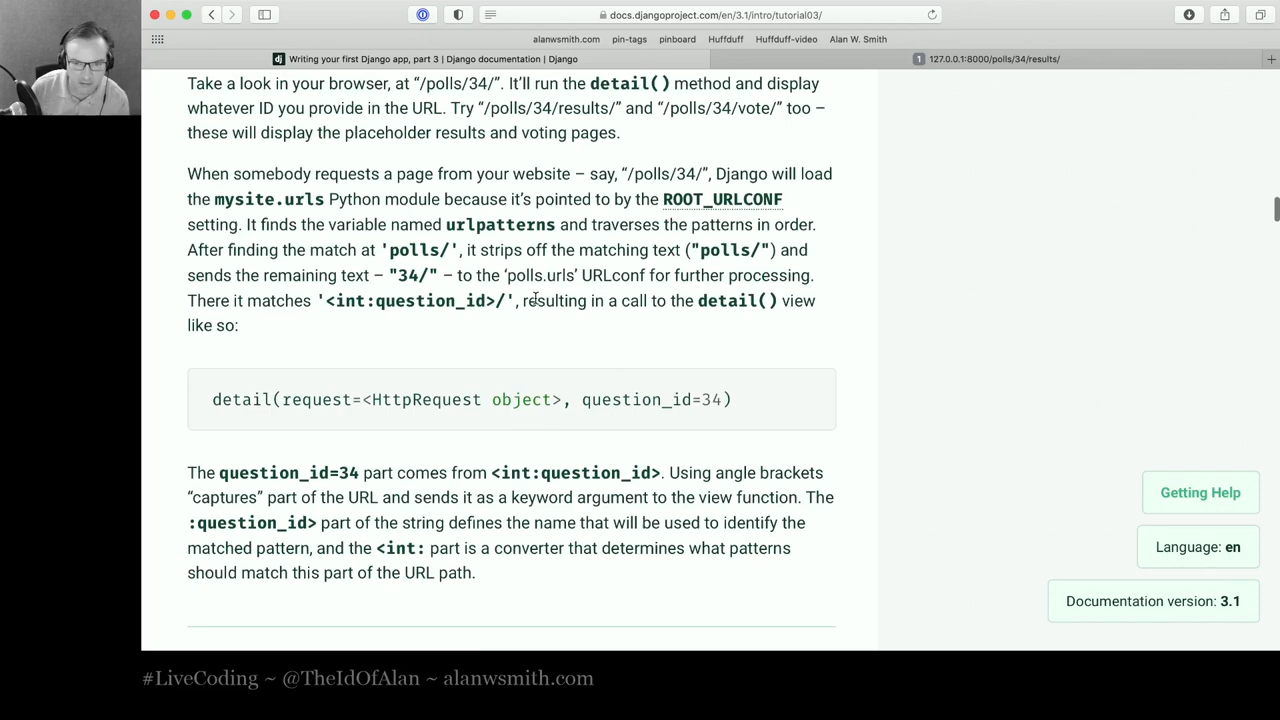 docs.djangoproject.com/en/3.1/intro/tutorial03/
alanwsmith.com pin-tags pinboard Huffduff Huffduff-video Alan W. Smith
dj Writing your first Django app, part 3 | Django documentation | Django
1 127.0.0.1:8000/polls/34/results/
Take a look in your browser, at “/polls/34/”. It’ll run the detail() method and display
whatever ID you provide in the URL. Try “/polls/34/results/” and “/polls/34/vote/” too –
these will display the placeholder results and voting pages.
When somebody requests a page from your website – say, “/polls/34/”, Django will load
the mysite.urls Python module because it’s pointed to by the ROOT_URLCONF
setting. It finds the variable named urlpatterns and traverses the patterns in order.
After finding the match at 'polls/', it strips off the matching text ("polls/") and
sends the remaining text – "34/" – to the ‘polls.urls’ URLconf for further processing.
There it matches '<int:question_id>/', resulting in a call to the detail() view
like so:
detail(request=<HttpRequest object>, question_id=34)
The question_id=34 part comes from <int:question_id>. Using angle brackets
“captures” part of the URL and sends it as a keyword argument to the view function. The
:question_id> part of the string defines the name that will be used to identify the
matched pattern, and the <int: part is a converter that determines what patterns
should match this part of the URL path.
Getting Help
Language: en
Documentation version: 3.1
#LiveCoding ~ @TheIdOfAlan ~ alanwsmith.com